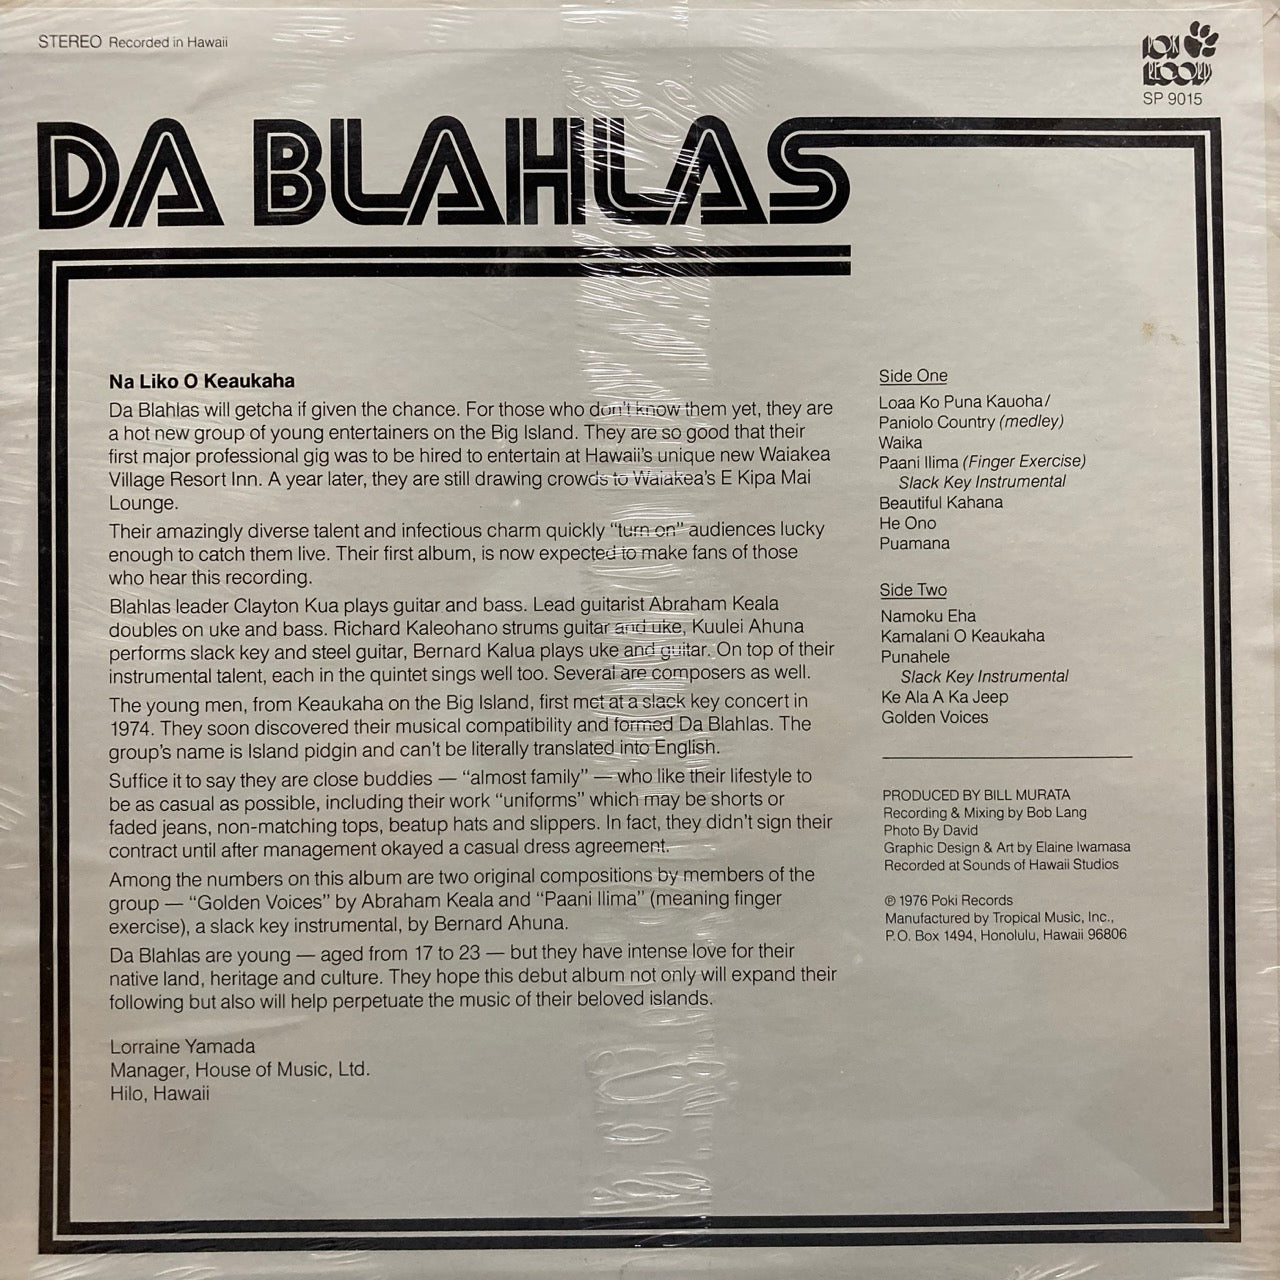 STEREO Recorded in Hawaii
POKI RECORDS
SP 9015
DA BLAHLAS
Na Liko O Keaukaha
Da Blahlas will getcha if given the chance. For those who don't know them yet, they are
a hot new group of young entertainers on the Big Island. They are so good that their
first major professional gig was to be hired to entertain at Hawaii's unique new Waiakea
Village Resort Inn. A year later, they are still drawing crowds to Waiakea's E Kipa Mai
Lounge.
Their amazingly diverse talent and infectious charm quickly "turn on" audiences lucky
enough to catch them live. Their first album, is now expected to make fans of those
who hear this recording.
Blahlas leader Clayton Kua plays guitar and bass. Lead guitarist Abraham Keala
doubles on uke and bass. Richard Kaleohano strums guitar and uke, Kuulei Ahuna
performs slack key and steel guitar, Bernard Kalua plays uke and guitar. On top of their
instrumental talent, each in the quintet sings well too. Several are composers as well.
The young men, from Keaukaha on the Big Island, first met at a slack key concert in
1974. They soon discovered their musical compatibility and formed Da Blahlas. The
group's name is Island pidgin and can't be literally translated into English.
Suffice it to say they are close buddies — "almost family" — who like their lifestyle to
be as casual as possible, including their work "uniforms" which may be shorts or
faded jeans, non-matching tops, beatup hats and slippers. In fact, they didn't sign their
contract until after management okayed a casual dress agreement.
Among the numbers on this album are two original compositions by members of the
group — "Golden Voices" by Abraham Keala and "Paani Ilima" (meaning finger
exercise), a slack key instrumental, by Bernard Ahuna.
Da Blahlas are young — aged from 17 to 23 — but they have intense love for their
native land, heritage and culture. They hope this debut album not only will expand their
following but also will help perpetuate the music of their beloved islands.
Lorraine Yamada
Manager, House of Music, Ltd.
Hilo, Hawaii
Side One
Loaa Ko Puna Kauoha/
Paniolo Country (medley)
Waika
Paani Ilima (Finger Exercise)
Slack Key Instrumental
Beautiful Kahana
He Ono
Puamana
Side Two
Namoku Eha
Kamalani O Keaukaha
Punahele
Slack Key Instrumental
Ke Ala A Ka Jeep
Golden Voices
PRODUCED BY BILL MURATA
Recording & Mixing by Bob Lang
Photo By David
Graphic Design & Art by Elaine Iwamasa
Recorded at Sounds of Hawaii Studios
℗ 1976 Poki Records
Manufactured by Tropical Music, Inc.,
P.O. Box 1494, Honolulu, Hawaii 96806